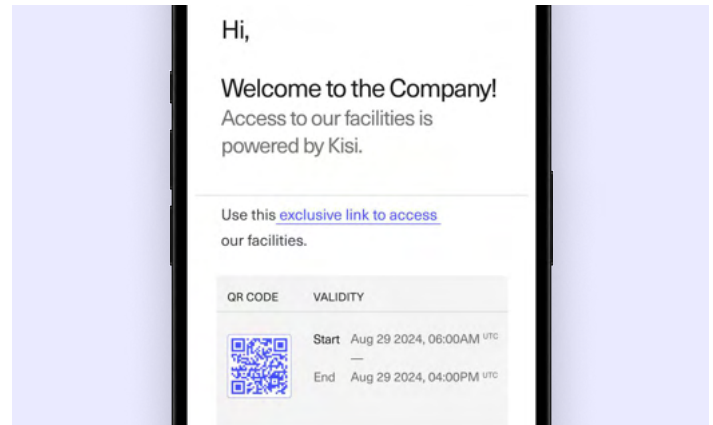 Hi,
Welcome to the Company!
Access to our facilities is
powered by Kisi.
Use this exclusive link to access
our facilities.
QR CODE VALIDITY
Start Aug 29 2024, 06:00AM UTC
—
End Aug 29 2024, 04:00PM UTC